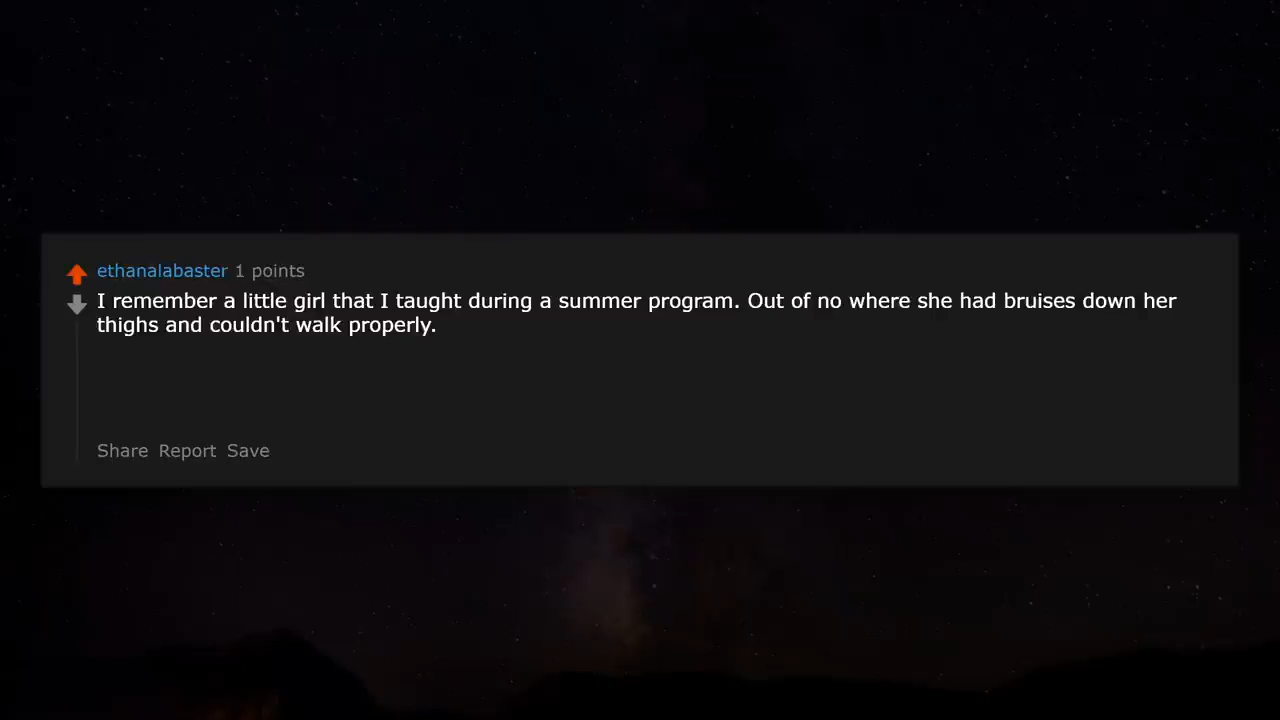 ethanalabaster 1 points
I remember a little girl that I taught during a summer program. Out of no where she had bruises down her
thighs and couldn't walk properly.
Share Report Save